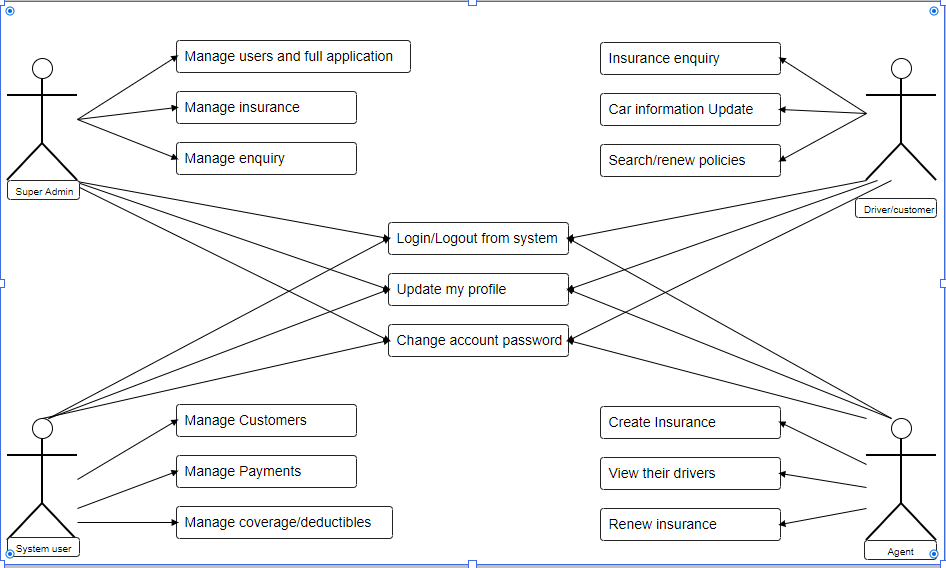 Manage users and full application
Insurance enquiry
Manage insurance
Car information Update
Manage enquiry
Search/renew policies
Super Admin
Driver/customer
Login/Logout from system
Update my profile
Change account password
Manage Customers
Create Insurance
Manage Payments
View their drivers
Manage coverage/deductibles
Renew insurance
System user
Agent